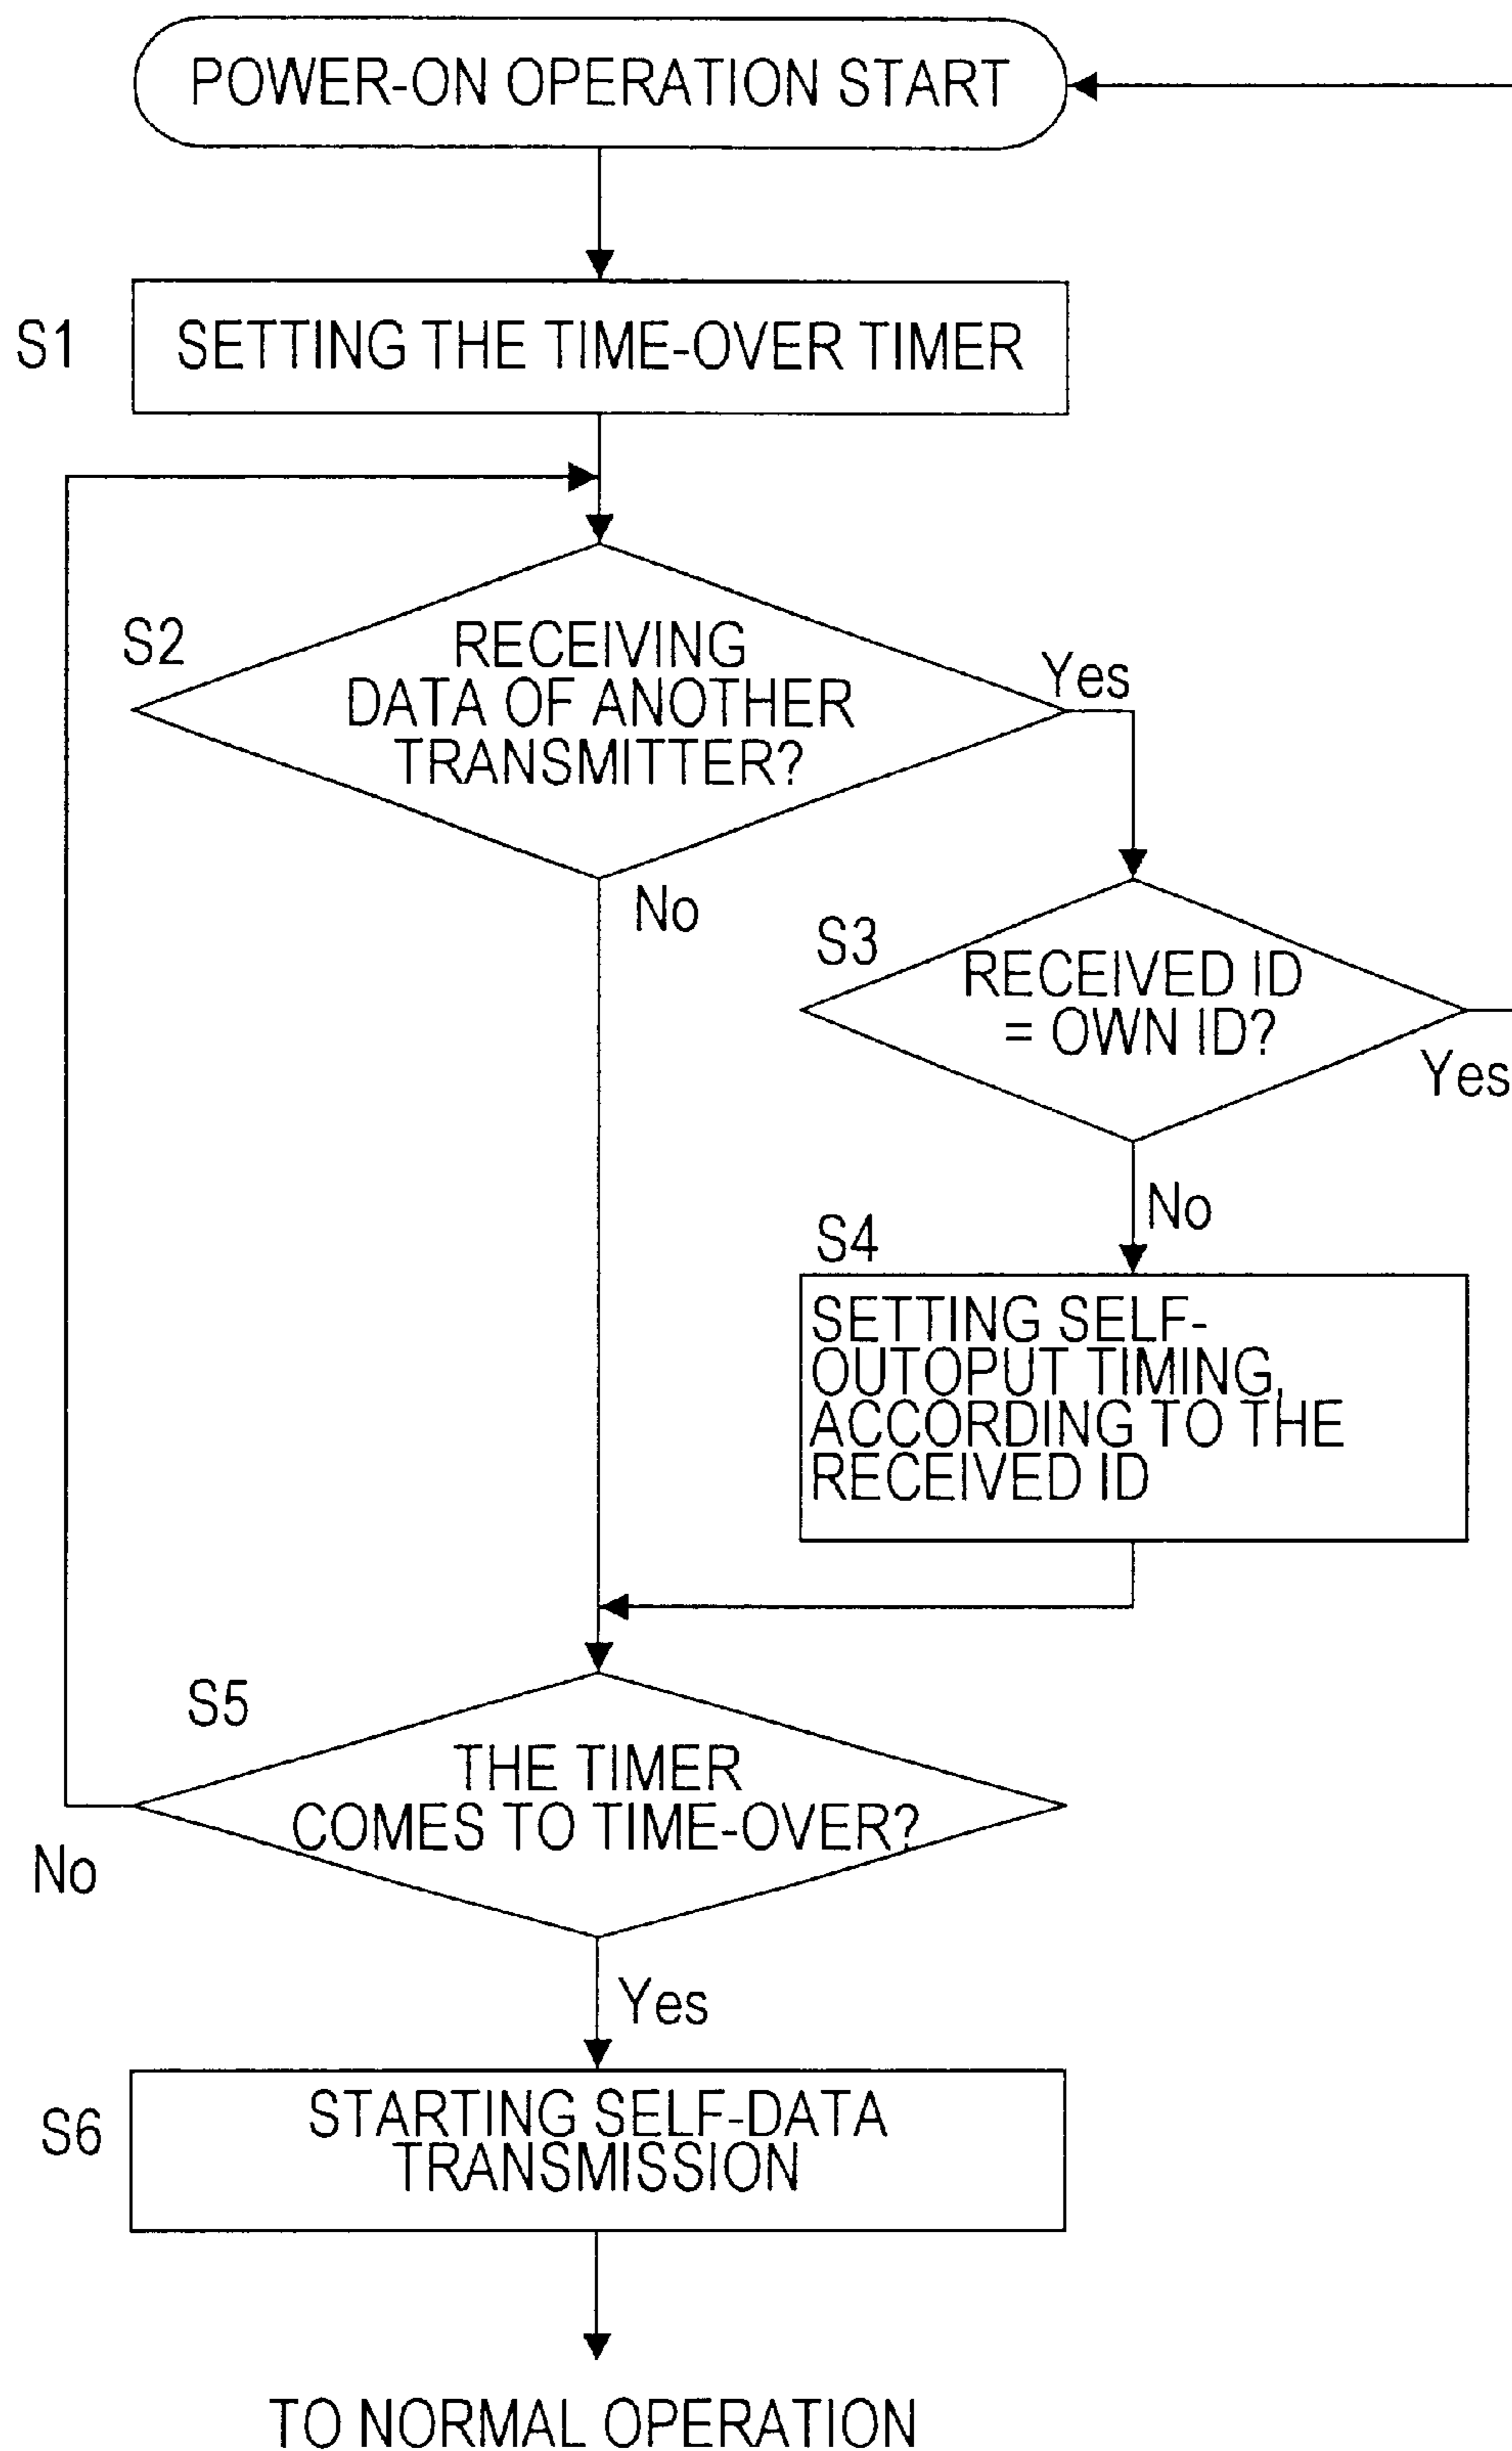 POWER-ON OPERATION START
S1
SETTING THE TIME-OVER TIMER
S2
RECEIVING
DATA OF ANOTHER
TRANSMITTER?
Yes
No
S3
RECEIVED ID
= OWN ID?
Yes
No
S4
SETTING SELF-
OUTOPUT TIMING,
ACCORDING TO THE
RECEIVED ID
S5
THE TIMER
COMES TO TIME-OVER?
No
Yes
S6
STARTING SELF-DATA
TRANSMISSION
TO NORMAL OPERATION